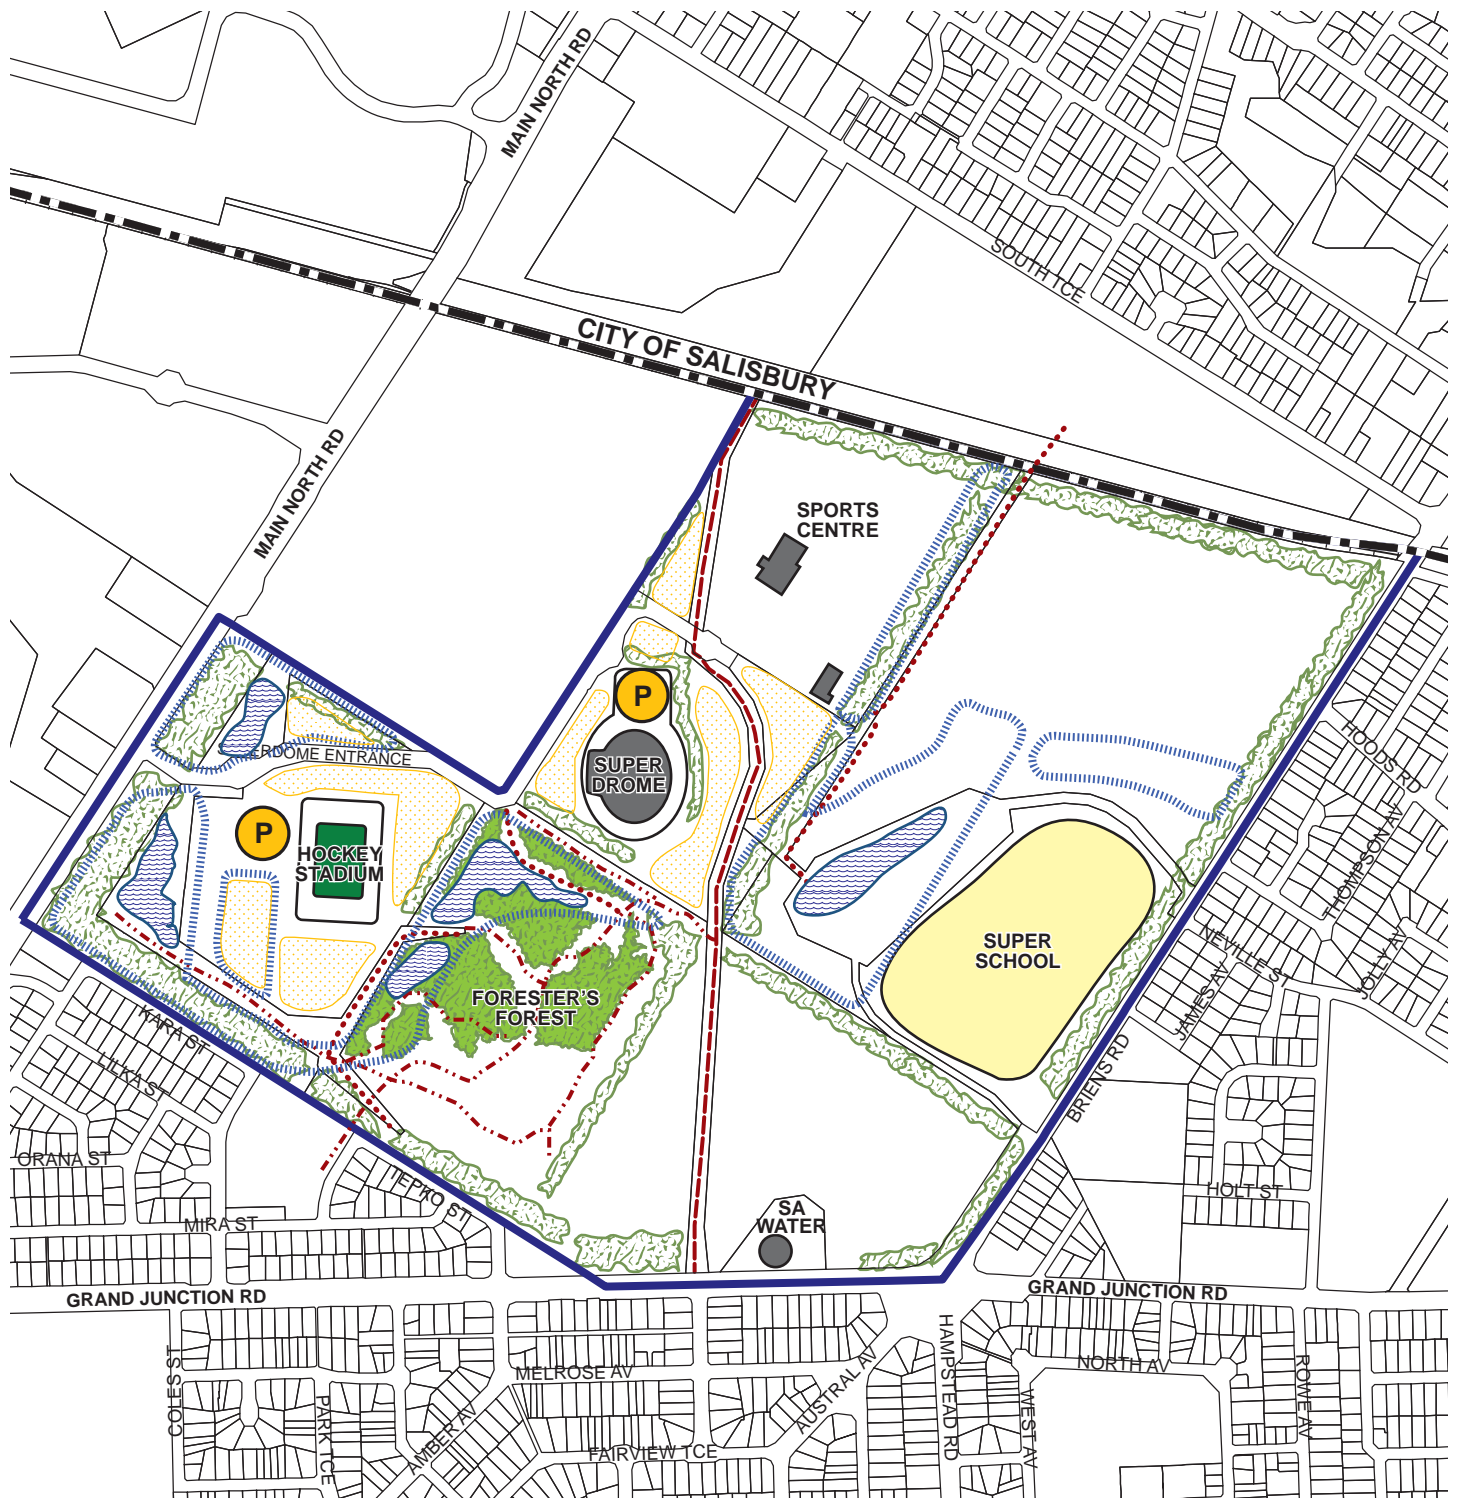 MAIN NORTH RD
SOUTH TCE
CITY OF SALISBURY
MAIN NORTH RD
SPORTS
CENTRE
P
SUPER
DROME
ERDOME ENTRANCE
P
HOCKEY
STADIUM
HOODS RD
THOMPSON AV
JOLLY AV
NEVILLE ST
JAMES AV
SUPER
SCHOOL
FORESTER'S
FOREST
KARA ST
LILKA ST
BRIENS RD
ORANA ST
TEPKO ST
HOLT ST
MIRA ST
SA
WATER
GRAND JUNCTION RD
GRAND JUNCTION RD
COLES ST
PARK TCE
AMBER AV
MELROSE AV
FAIRVIEW TCE
AUSTRAL AV
HAMPSTEAD RD
WEST AV
NORTH AV
ROWE AV